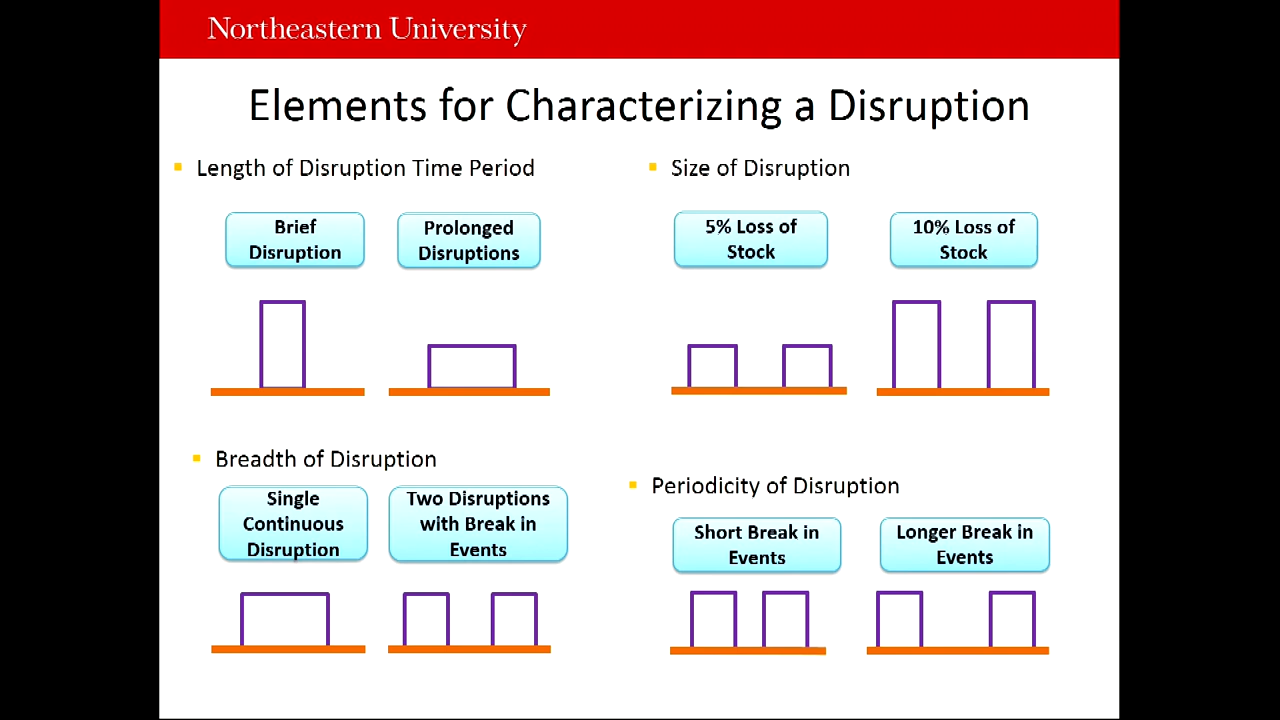 Northeastern University
Elements for Characterizing a Disruption
Length of Disruption Time Period
Brief
Disruption
Prolonged
Disruptions
Size of Disruption
5% Loss of
Stock
10% Loss of
Stock
Breadth of Disruption
Single
Continuous
Disruption
Two Disruptions
with Break in
Events
Periodicity of Disruption
Short Break in
Events
Longer Break in
Events